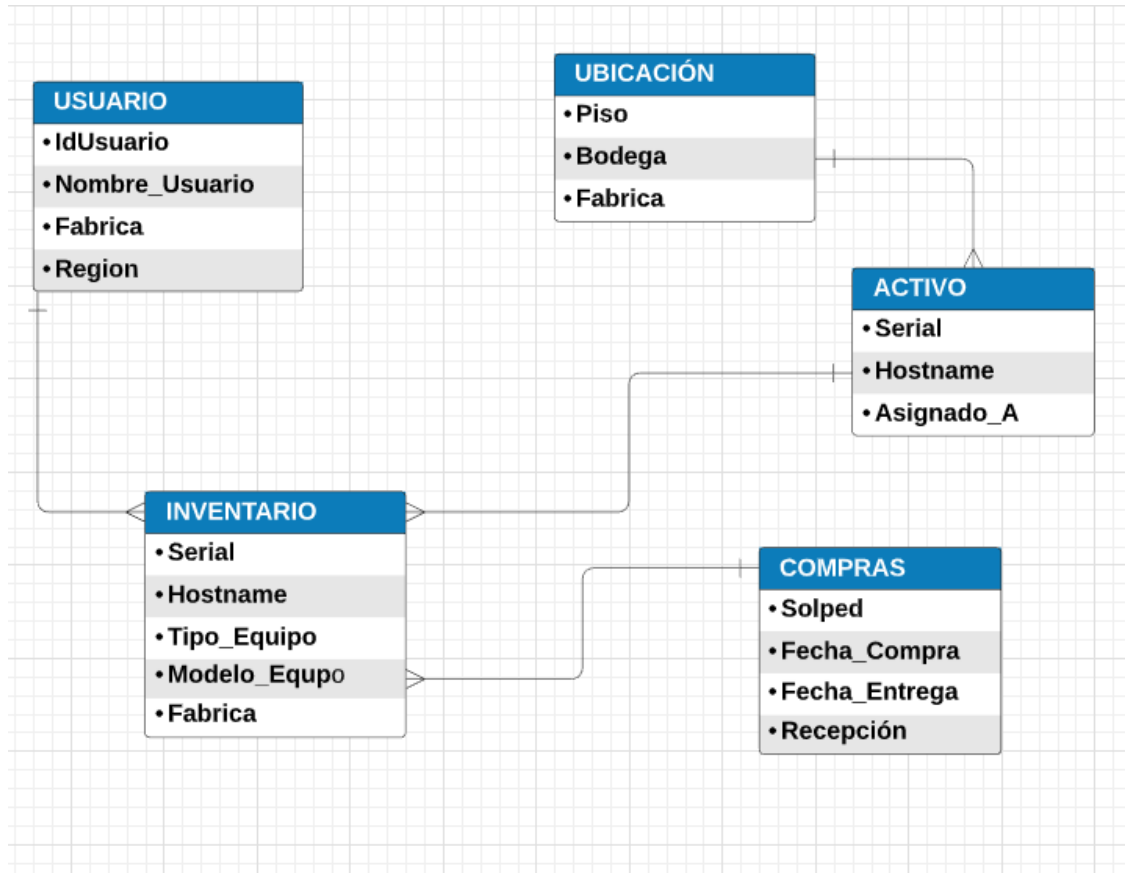 USUARIO
• IdUsuario
• Nombre_Usuario
• Fabrica
• Region
UBICACIÓN
• Piso
• Bodega
• Fabrica
ACTIVO
• Serial
• Hostname
• Asignado_A
INVENTARIO
• Serial
• Hostname
• Tipo_Equipo
• Modelo_Equpo
• Fabrica
COMPRAS
• Solped
• Fecha_Compra
• Fecha_Entrega
• Recepción